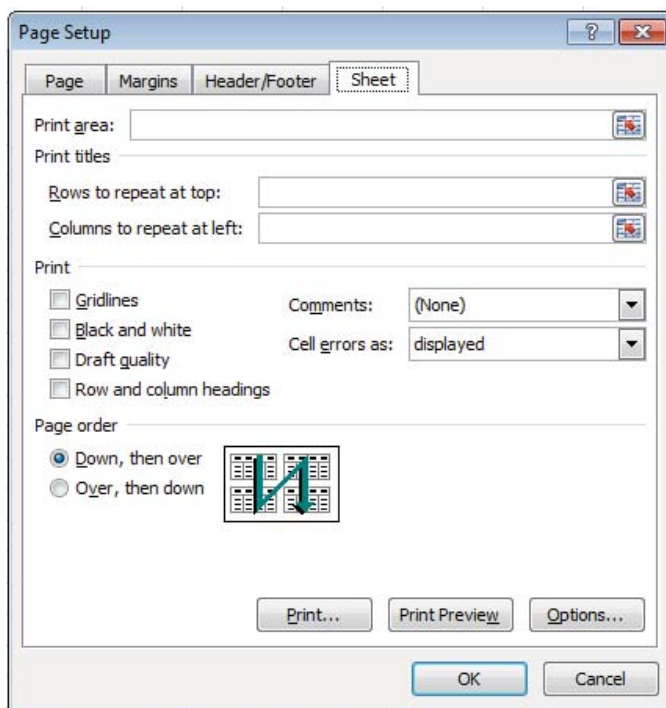 Page Setup
Page Margins Header/Footer Sheet
Print area:
Print titles
Rows to repeat at top:
Columns to repeat at left:
Print
Gridlines
Comments: (None)
Black and white
Cell errors as: displayed
Draft quality
Row and column headings
Page order
Down, then over
Over, then down
Print... Print Preview Options...
OK Cancel